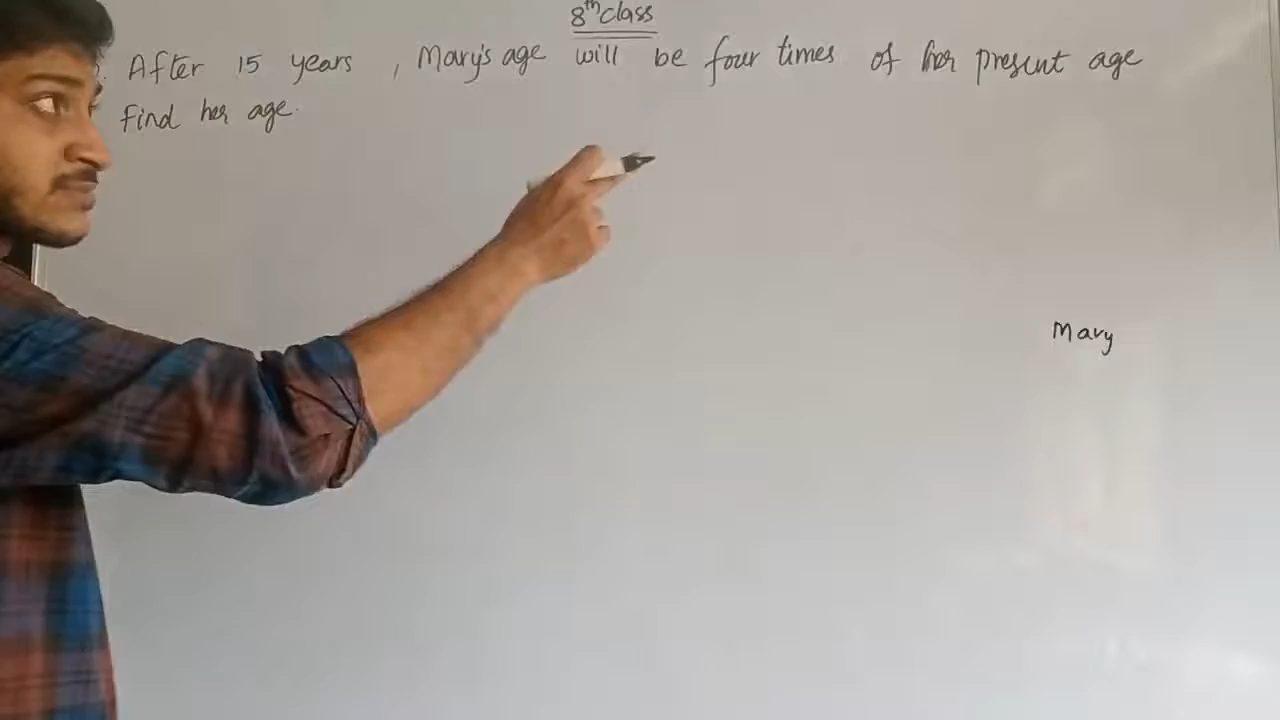 8th class
. After 15 years , Mary's age will be four times of her present age
Find her age.
Mary